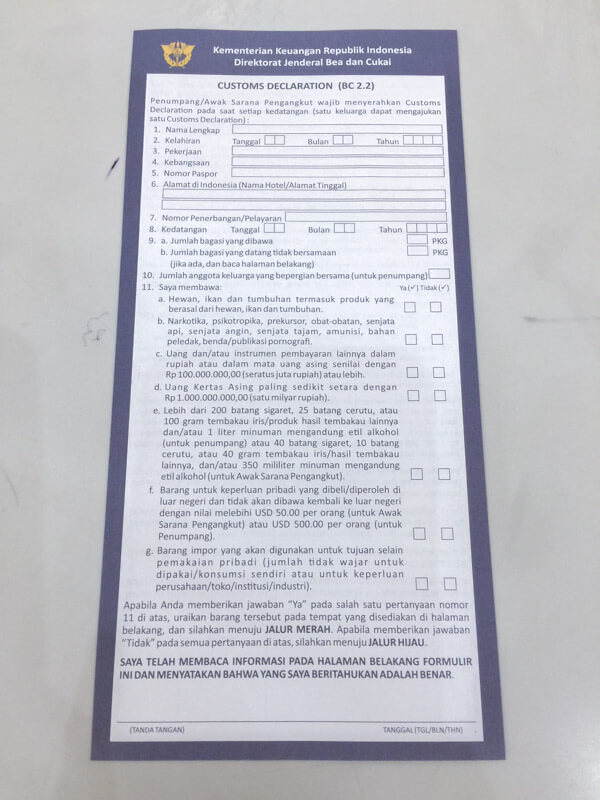 Kementerian Keuangan Republik Indonesia
Direktorat Jenderal Bea dan Cukai
CUSTOMS DECLARATION (BC 2.2)
Penumpang/Awak Sarana Pengangkut wajib menyerahkan Customs
Declaration pada saat setiap kedatangan (satu keluarga dapat mengajukan
satu Customs Declaration) :
1. Nama Lengkap
2. Kelahiran Tanggal Bulan Tahun
3. Pekerjaan
4. Kebangsaan
5. Nomor Paspor
6. Alamat di Indonesia (Nama Hotel/Alamat Tinggal)
7. Nomor Penerbangan/Pelayaran
8. Kedatangan Tanggal Bulan Tahun
9. a. Jumlah bagasi yang dibawa PKG
b. Jumlah bagasi yang datang tidak bersamaan PKG
(jika ada, dan baca halaman belakang)
10. Jumlah anggota keluarga yang bepergian bersama (untuk penumpang)
11. Saya membawa: Ya (✓) Tidak (✓)
a. Hewan, ikan dan tumbuhan termasuk produk yang
berasal dari hewan, ikan dan tumbuhan.
b. Narkotika, psikotropika, prekursor, obat-obatan, senjata
api, senjata angin, senjata tajam, amunisi, bahan
peledak, benda/publikasi pornografi.
c. Uang dan/atau instrumen pembayaran lainnya dalam
rupiah atau dalam mata uang asing senilai dengan
Rp 100.000.000,00 (seratus juta rupiah) atau lebih.
d. Uang Kertas Asing paling sedikit setara dengan
Rp 1.000.000.000,00 (satu milyar rupiah).
e. Lebih dari 200 batang sigaret, 25 batang cerutu, atau
100 gram tembakau iris/produk hasil tembakau lainnya
dan/atau 1 liter minuman mengandung etil alkohol
(untuk penumpang) atau 40 batang sigaret, 10 batang
cerutu, atau 40 gram tembakau iris/hasil tembakau
lainnya, dan/atau 350 mililiter minuman mengandung
etil alkohol (untuk Awak Sarana Pengangkut).
f. Barang untuk keperluan pribadi yang dibeli/diperoleh di
luar negeri dan tidak akan dibawa kembali ke luar negeri
dengan nilai melebihi USD 50.00 per orang (untuk Awak
Sarana Pengangkut) atau USD 500.00 per orang (untuk
Penumpang).
g. Barang impor yang akan digunakan untuk tujuan selain
pemakaian pribadi (jumlah tidak wajar untuk
dipakai/konsumsi sendiri atau untuk keperluan
perusahaan/toko/institusi/industri).
Apabila Anda memberikan jawaban "Ya" pada salah satu pertanyaan nomor
11 di atas, uraikan barang tersebut pada tempat yang disediakan di halaman
belakang, dan silahkan menuju JALUR MERAH. Apabila memberikan jawaban
"Tidak" pada semua pertanyaan di atas, silahkan menuju JALUR HIJAU.
SAYA TELAH MEMBACA INFORMASI PADA HALAMAN BELAKANG FORMULIR
INI DAN MENYATAKAN BAHWA YANG SAYA BERITAHUKAN ADALAH BENAR.
(TANDA TANGAN) TANGGAL (TGL/BLN/THN)